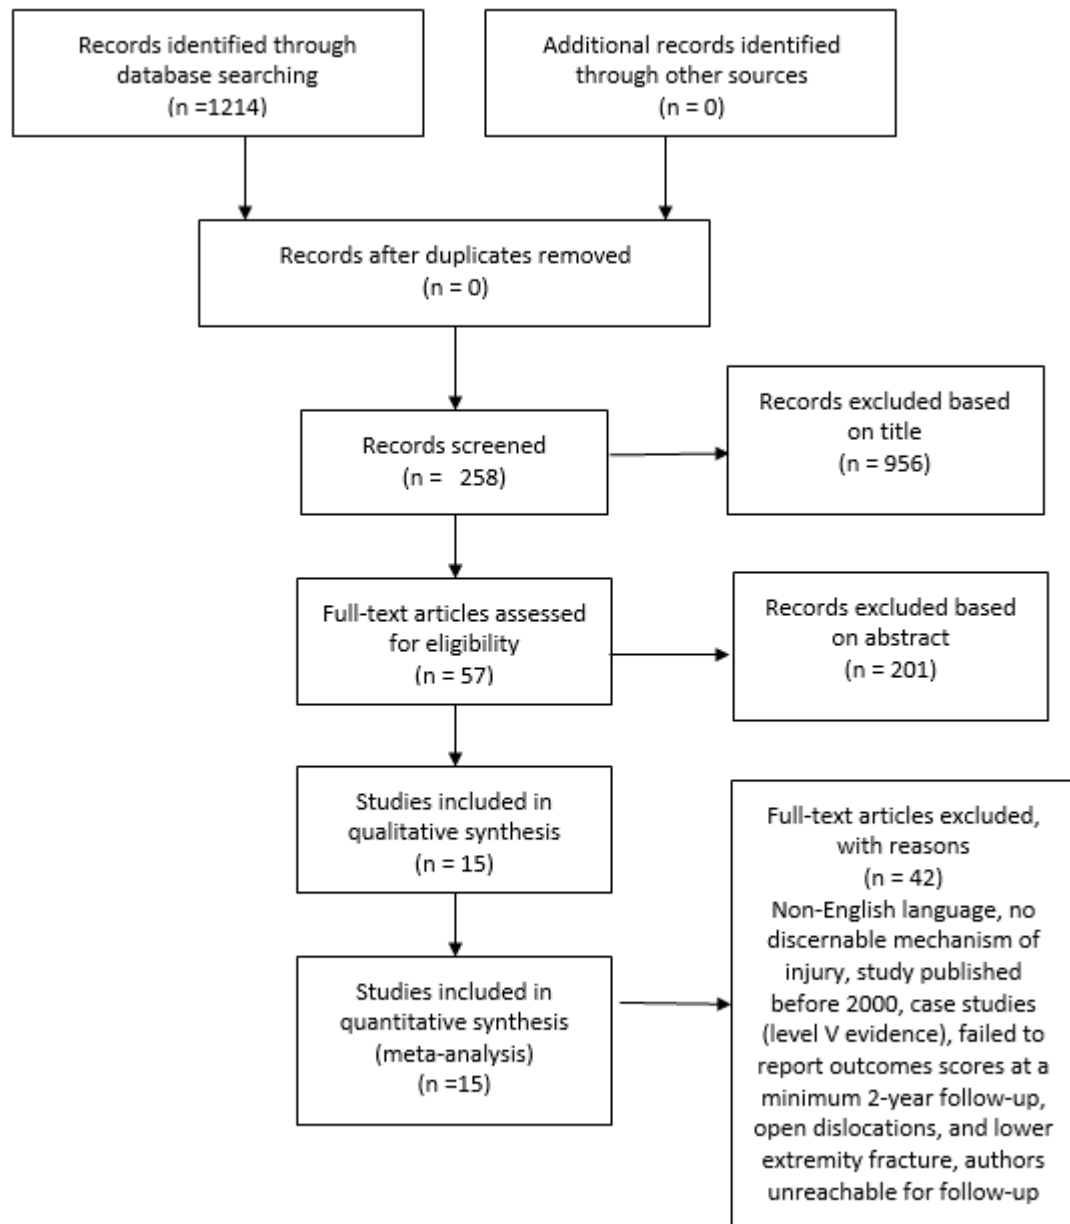 Records identified through
database searching
(n =1214)
Additional records identified
through other sources
(n = 0)
Records after duplicates removed
(n = 0)
Records screened
(n = 258)
Records excluded based
on title
(n = 956)
Full-text articles assessed
for eligibility
(n = 57)
Records excluded based
on abstract
(n = 201)
Studies included in
qualitative synthesis
(n = 15)
Full-text articles excluded,
with reasons
(n = 42)
Non-English language, no
discernable mechanism of
injury, study published
before 2000, case studies
(level V evidence), failed to
report outcomes scores at a
minimum 2-year follow-up,
open dislocations, and lower
extremity fracture, authors
unreachable for follow-up
Studies included in
quantitative synthesis
(meta-analysis)
(n =15)